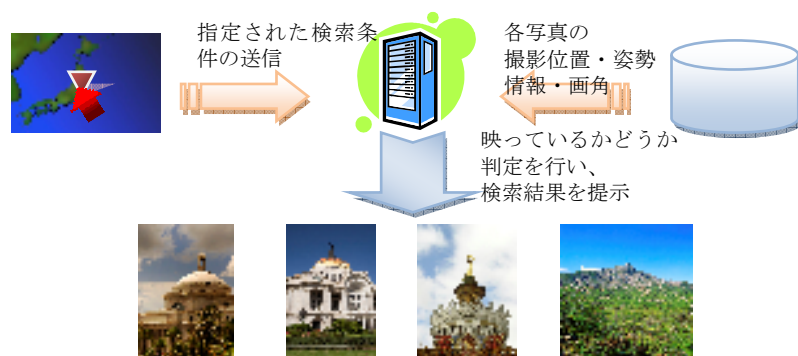 指定された検索条
件の送信
各写真の
撮影位置・姿勢
情報・画角
映っているかどうか
判定を行い、
検索結果を提示